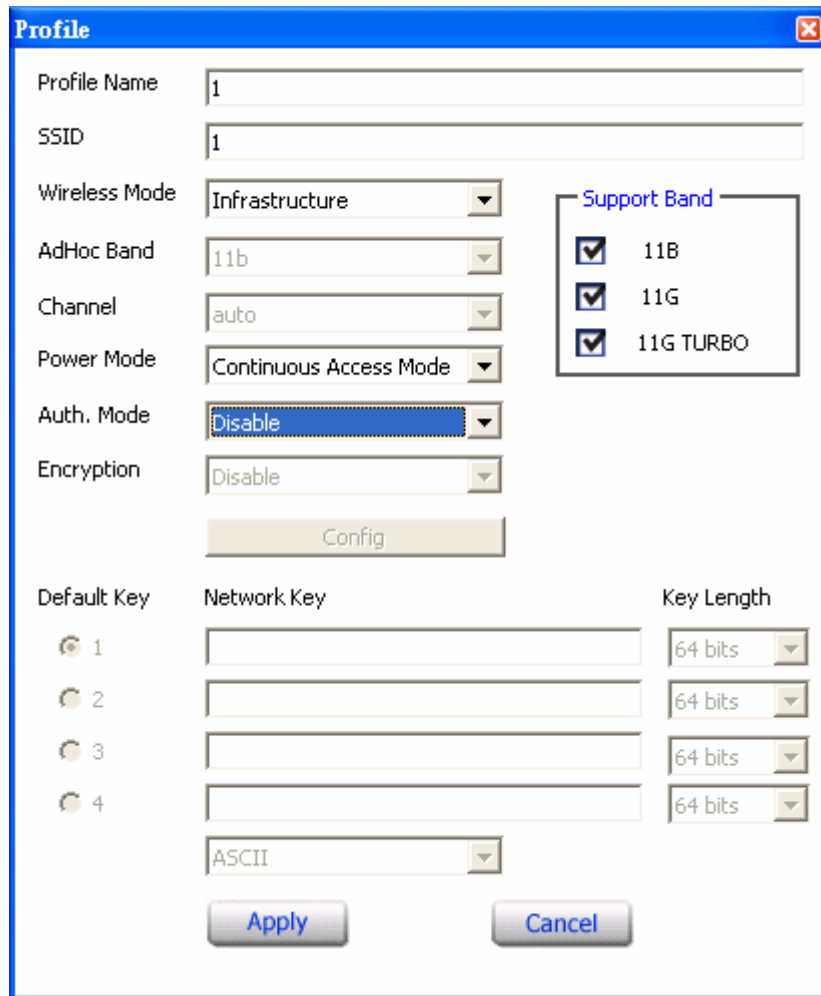 Profile
Profile Name 1
SSID 1
Wireless Mode Infrastructure
Support Band
AdHoc Band 11b
11B
Channel auto
11G
Power Mode Continuous Access Mode
11G TURBO
Auth. Mode Disable
Encryption Disable
Config
Default Key Network Key Key Length
1 64 bits
2 64 bits
3 64 bits
4 64 bits
ASCII
Apply Cancel